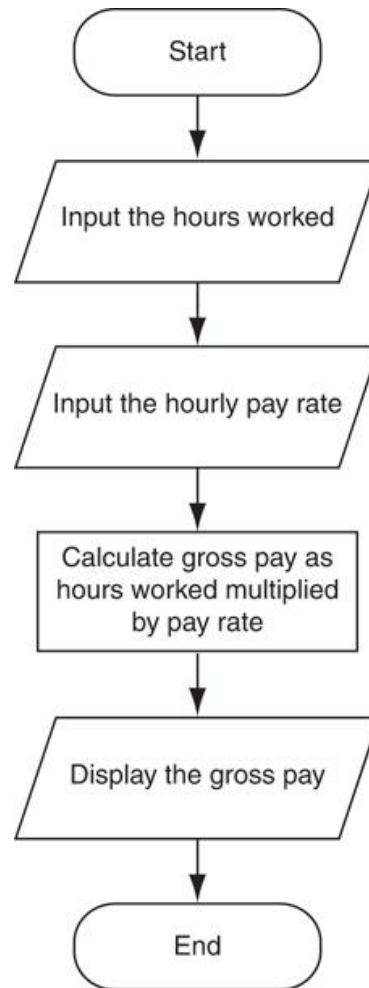 Start
Input the hours worked
Input the hourly pay rate
Calculate gross pay as
hours worked multiplied
by pay rate
Display the gross pay
End